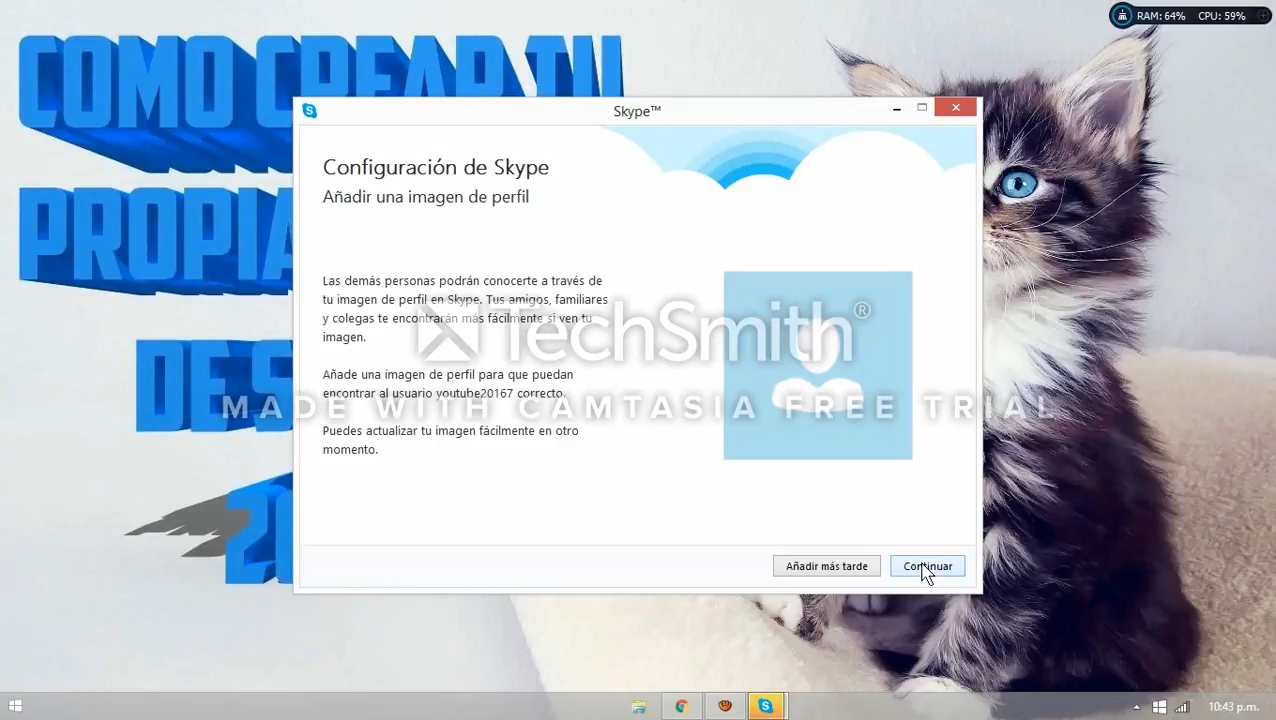 RAM: 64% CPU: 59%
COMO CREAR TU
PROPIA
DES
20
Skype™
Configuración de Skype
Añadir una imagen de perfil
Las demás personas podrán conocerte a través de
tu imagen de perfil en Skype. Tus amigos, familiares
y colegas te encontrarán más fácilmente si ven tu
imagen.
Añade una imagen de perfil para que puedan
encontrar al usuario youtube20167 correcto.
Puedes actualizar tu imagen fácilmente en otro
momento.
TechSmith®
MADE WITH CAMTASIA FREE TRIAL
Añadir más tarde
Continuar
10:43 p.m.